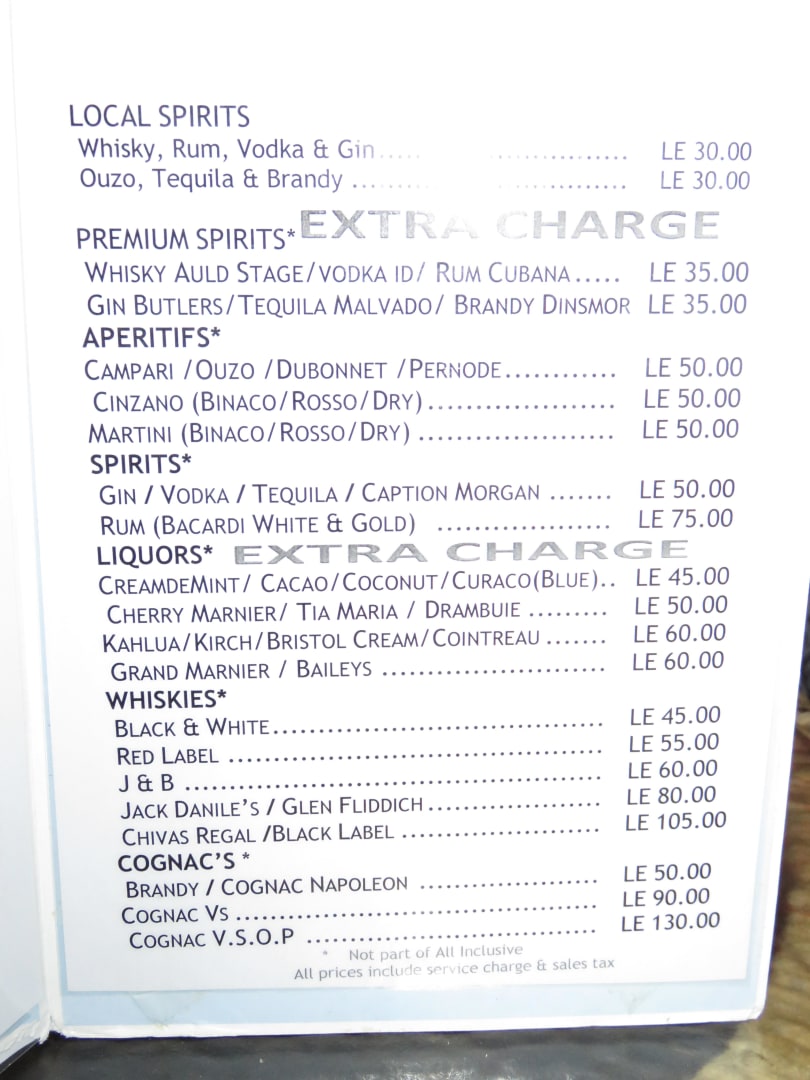 LOCAL SPIRITS
Whisky, Rum, Vodka & Gin..... ................ LE 30.00
Ouzo, Tequila & Brandy .... ............... LE 30.00
EXTRA CHARGE
PREMIUM SPIRITS*
WHISKY AULD STAGE/VODKA ID/ RUM CUBANA..... LE 35.00
GIN BUTLERS/TEQUILA MALVADO/ BRANDY DINSMOR LE 35.00
APERITIFS*
CAMPARI /OUZO /DUBONNET /PERNODE............ LE 50.00
CINZANO (BINACO/ROSSO/DRY).................... LE 50.00
MARTINI (BINACO/ROSSO/DRY) ..................... LE 50.00
SPIRITS*
GIN / VODKA / TEQUILA / CAPTION MORGAN ....... LE 50.00
RUM (BACARDI WHITE & GOLD) ................... LE 75.00
LIQUORS* EXTRA CHARGE
CREAMDEMINT/ CACAO/COCONUT/CURACO(BLUE).. LE 45.00
CHERRY MARNIER/ TIA MARIA / DRAMBUIE ......... LE 50.00
KAHLUA/KIRCH/BRISTOL CREAM/COINTREAU....... LE 60.00
GRAND MARNIER / BAILEYS .......................... LE 60.00
WHISKIES*
BLACK & WHITE...................................... LE 45.00
RED LABEL ........................................... LE 55.00
J & B ................................................ LE 60.00
JACK DANILE'S / GLEN FLIDDICH.................... LE 80.00
CHIVAS REGAL /BLACK LABEL ....................... LE 105.00
COGNAC'S *
BRANDY / COGNAC NAPOLEON .................... LE 50.00
COGNAC VS.......................................... LE 90.00
COGNAC V.S.O.P .................................. LE 130.00
* Not part of All Inclusive
All prices include service charge & sales tax